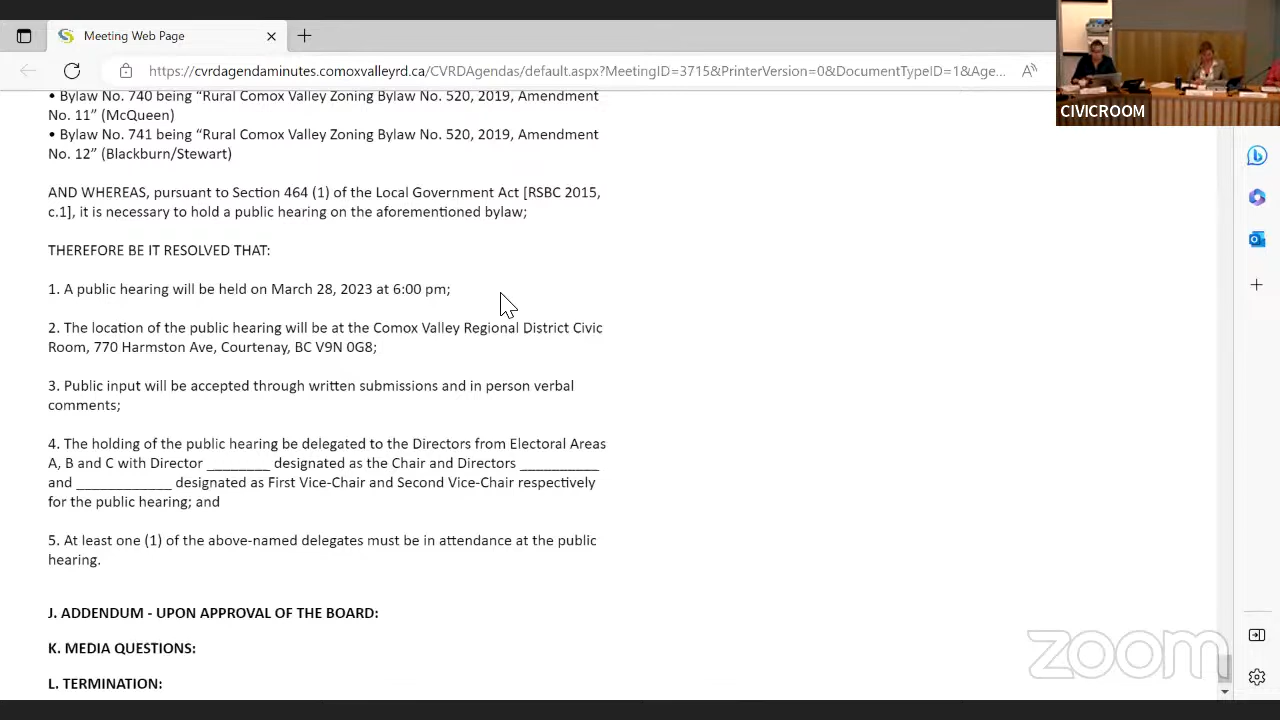 Meeting Web Page
https://cvrdagendaminutes.comoxvalleyrd.ca/CVRDAgendas/default.aspx?MeetingID=3715&PrinterVersion=0&DocumentTypeID=1&Age...
CIVICROOM
• Bylaw No. 740 being “Rural Comox Valley Zoning Bylaw No. 520, 2019, Amendment
No. 11” (McQueen)
• Bylaw No. 741 being “Rural Comox Valley Zoning Bylaw No. 520, 2019, Amendment
No. 12” (Blackburn/Stewart)
AND WHEREAS, pursuant to Section 464 (1) of the Local Government Act [RSBC 2015,
c.1], it is necessary to hold a public hearing on the aforementioned bylaw;
THEREFORE BE IT RESOLVED THAT:
1. A public hearing will be held on March 28, 2023 at 6:00 pm;
2. The location of the public hearing will be at the Comox Valley Regional District Civic
Room, 770 Harmston Ave, Courtenay, BC V9N 0G8;
3. Public input will be accepted through written submissions and in person verbal
comments;
4. The holding of the public hearing be delegated to the Directors from Electoral Areas
A, B and C with Director ________ designated as the Chair and Directors __________
and ____________ designated as First Vice-Chair and Second Vice-Chair respectively
for the public hearing; and
5. At least one (1) of the above-named delegates must be in attendance at the public
hearing.
J. ADDENDUM - UPON APPROVAL OF THE BOARD:
K. MEDIA QUESTIONS:
L. TERMINATION:
zoom